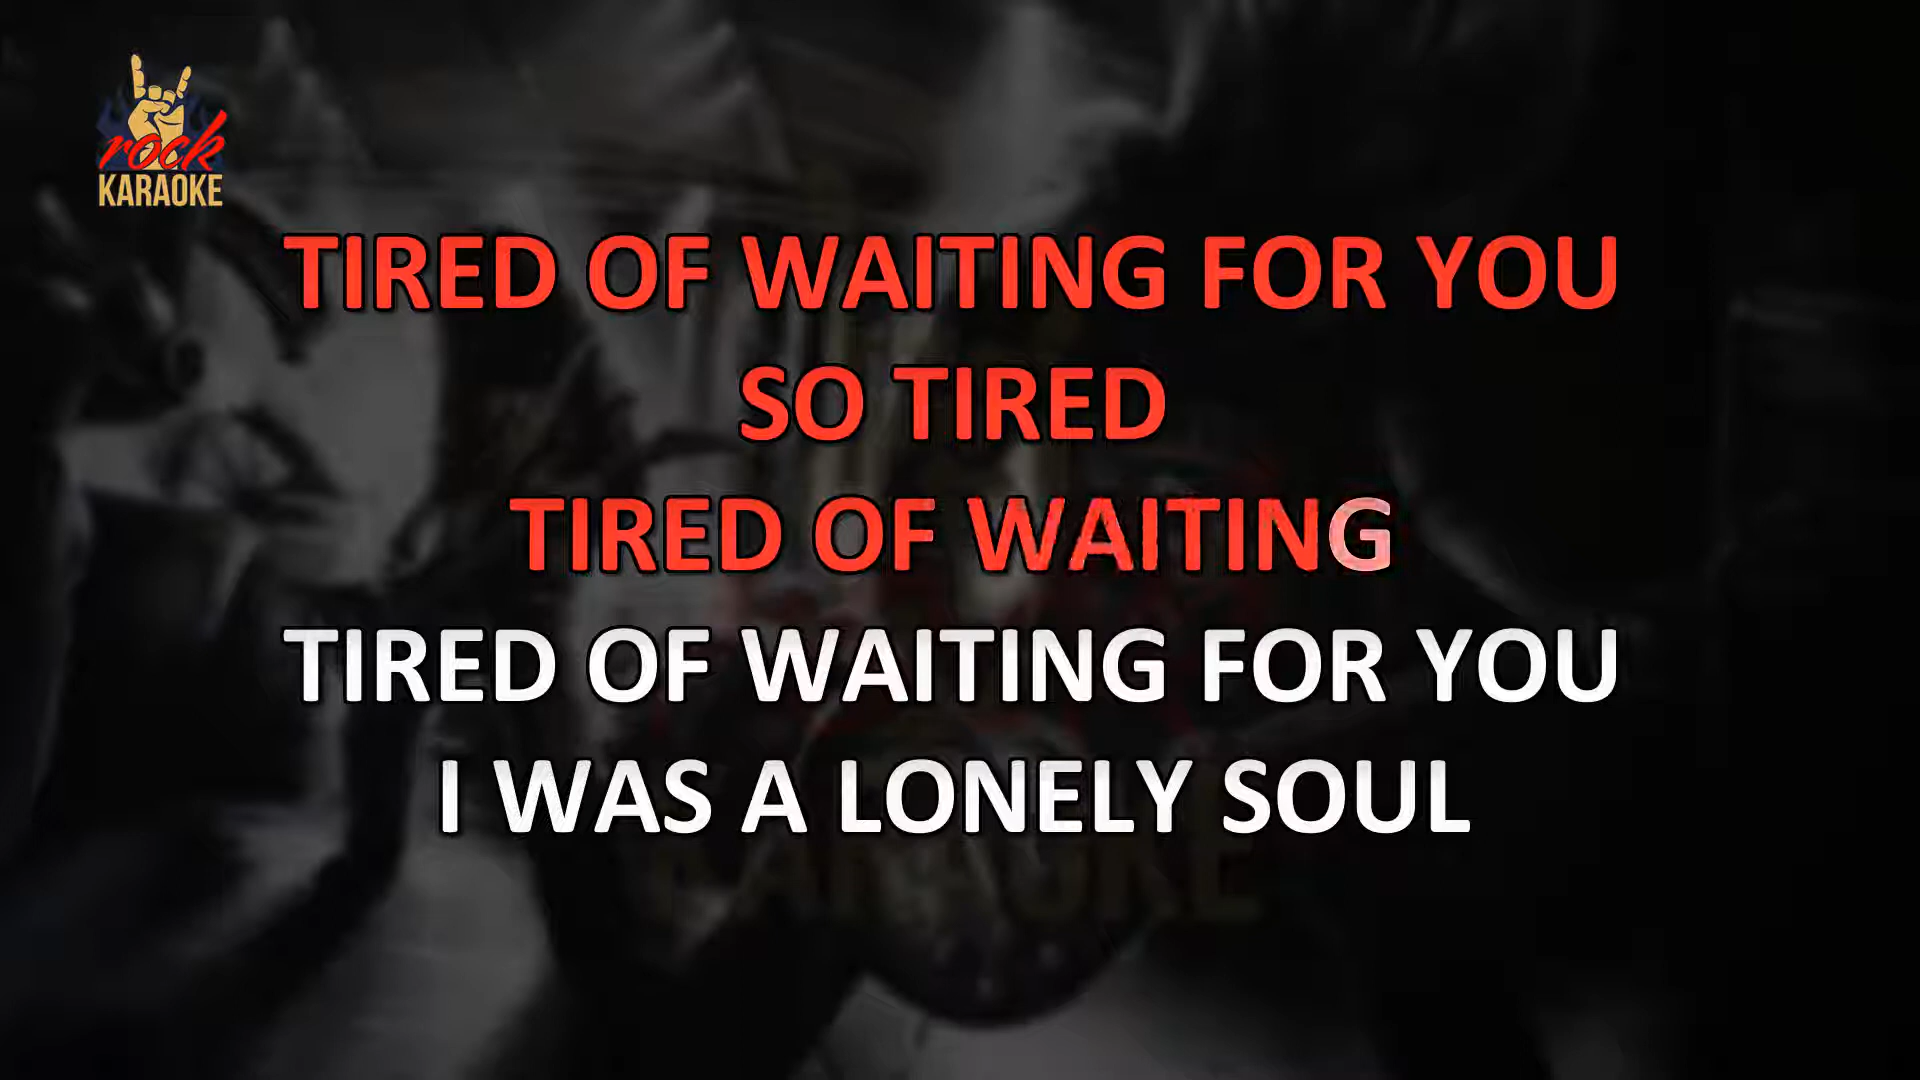 rock
KARAOKE
TIRED OF WAITING FOR YOU
SO TIRED
TIRED OF WAITING
TIRED OF WAITING FOR YOU
I WAS A LONELY SOUL
KARAOKE